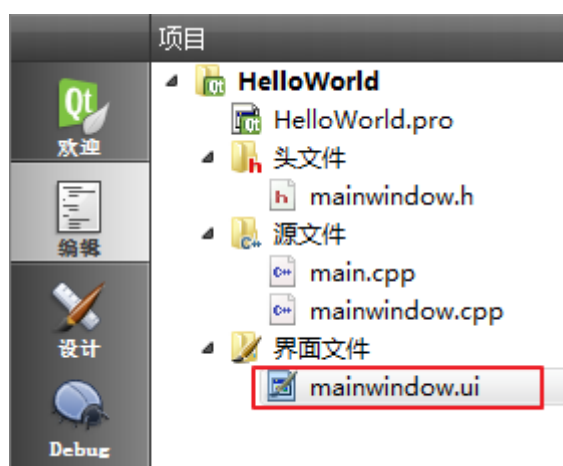 项目
HelloWorld
HelloWorld.pro
头文件
mainwindow.h
源文件
main.cpp
mainwindow.cpp
界面文件
mainwindow.ui
Qt
欢迎
编辑
设计
Debug